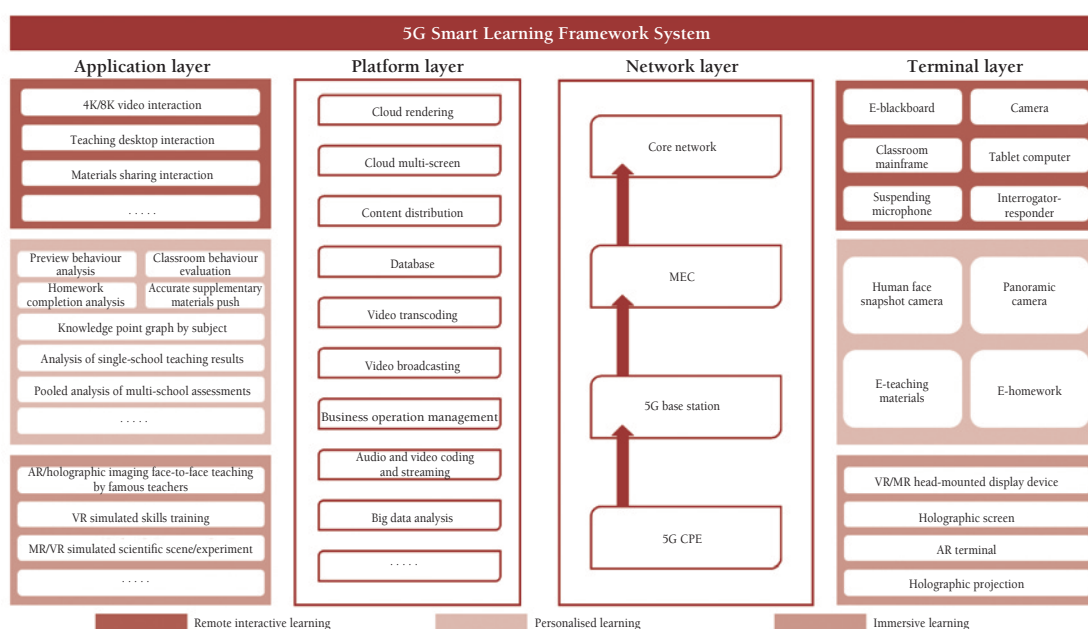 5G Smart Learning Framework System
Application layer
4K/8K video interaction
Teaching desktop interaction
Materials sharing interaction
. . . . .
Preview behaviour
analysis
Classroom behaviour
evaluation
Homework
completion analysis
Accurate supplementary
materials push
Knowledge point graph by subject
Analysis of single-school teaching results
Pooled analysis of multi-school assessments
. . . . .
AR/holographic imaging face-to-face teaching
by famous teachers
VR simulated skills training
MR/VR simulated scientific scene/experiment
. . . . .
Platform layer
Cloud rendering
Cloud multi-screen
Content distribution
Database
Video transcoding
Video broadcasting
Business operation management
Audio and video coding
and streaming
Big data analysis
. . . . .
Network layer
Core network
MEC
5G base station
5G CPE
Terminal layer
E-blackboard
Camera
Classroom
mainframe
Tablet computer
Suspending
microphone
Interrogator-
responder
Human face
snapshot camera
Panoramic
camera
E-teaching
materials
E-homework
VR/MR head-mounted display device
Holographic screen
AR terminal
Holographic projection
Remote interactive learning
Personalised learning
Immersive learning